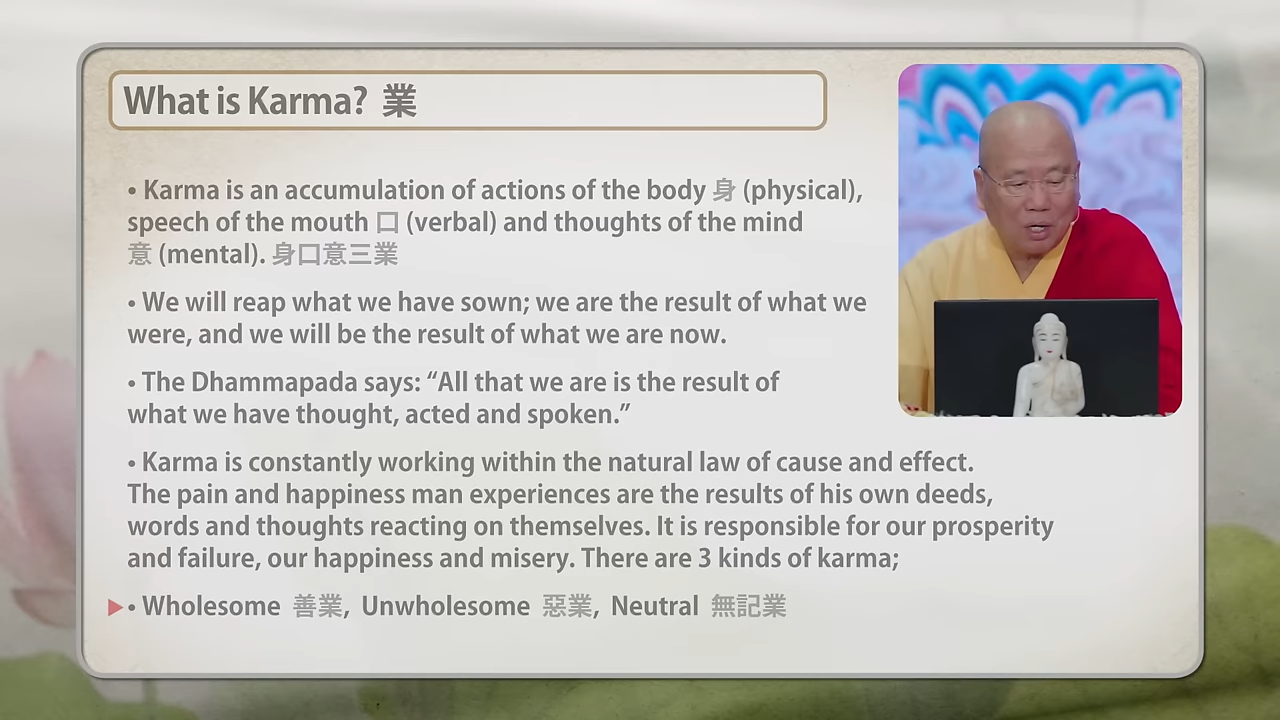 What is Karma? 業
• Karma is an accumulation of actions of the body 身 (physical),
speech of the mouth 口 (verbal) and thoughts of the mind
意 (mental). 身口意三業
• We will reap what we have sown; we are the result of what we
were, and we will be the result of what we are now.
• The Dhammapada says: “All that we are is the result of
what we have thought, acted and spoken.”
• Karma is constantly working within the natural law of cause and effect.
The pain and happiness man experiences are the results of his own deeds,
words and thoughts reacting on themselves. It is responsible for our prosperity
and failure, our happiness and misery. There are 3 kinds of karma;
• Wholesome 善業, Unwholesome 惡業, Neutral 無記業